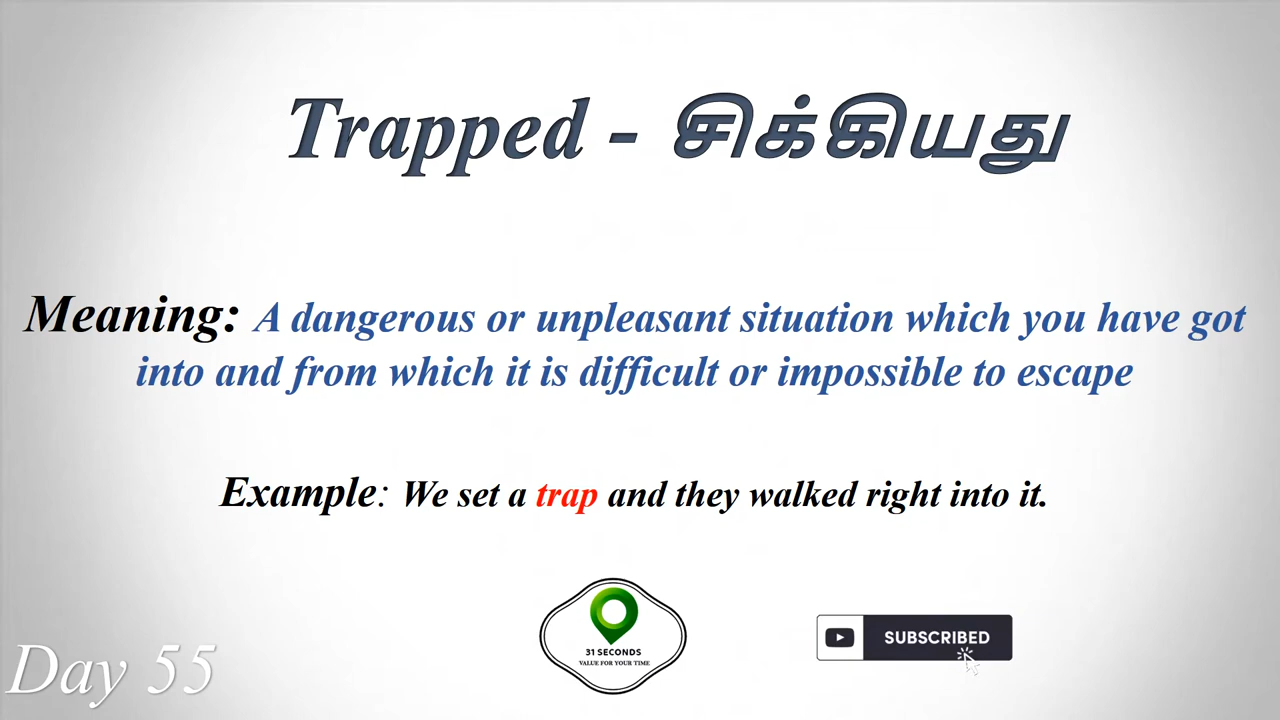 Trapped - சிக்கியது
Meaning: A dangerous or unpleasant situation which you have got
into and from which it is difficult or impossible to escape
Example: We set a trap and they walked right into it.
31 SECONDS
VALUE FOR YOUR TIME
SUBSCRIBED
Day 55